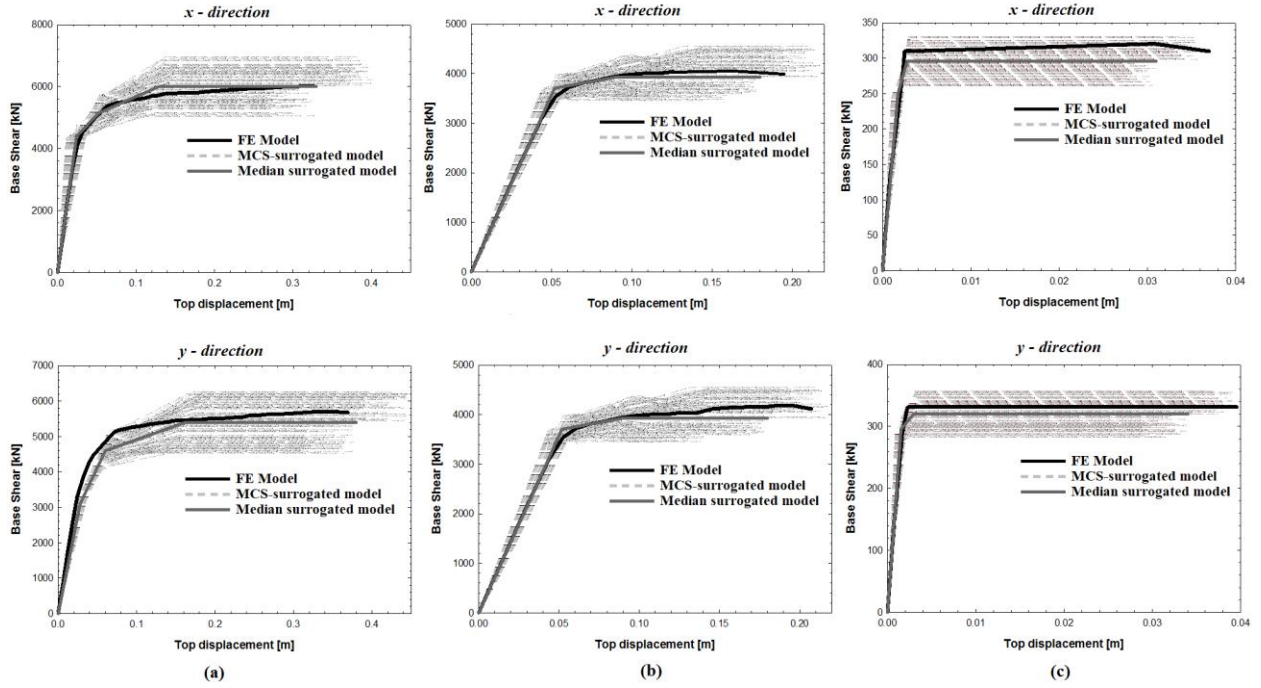 x - direction
8000
6000
4000
2000
0
Base Shear [kN]
FE Model
MCS-surrogated model
Median surrogated model
0.0 0.1 0.2 0.3 0.4
Top displacement [m]
x - direction
5000
4000
3000
2000
1000
0
Base Shear [kN]
FE Model
MCS-surrogated model
Median surrogated model
0.00 0.05 0.10 0.15 0.20
Top displacement [m]
x - direction
350
300
250
200
150
100
50
0
Base Shear [kN]
FE Model
MCS-surrogated model
Median surrogated model
0.00 0.01 0.02 0.03 0.04
Top displacement [m]
y - direction
7000
6000
5000
4000
3000
2000
1000
0
Base Shear [kN]
FE Model
MCS-surrogated model
Median surrogated model
0.0 0.1 0.2 0.3 0.4
Top displacement [m]
(a)
y - direction
5000
4000
3000
2000
1000
0
Base Shear [kN]
FE Model
MCS-surrogated model
Median surrogated model
0.00 0.05 0.10 0.15 0.20
Top displacement [m]
(b)
y - direction
400
300
200
100
0
Base Shear [kN]
FE Model
MCS-surrogated model
Median surrogated model
0.00 0.01 0.02 0.03 0.04
Top displacement [m]
(c)